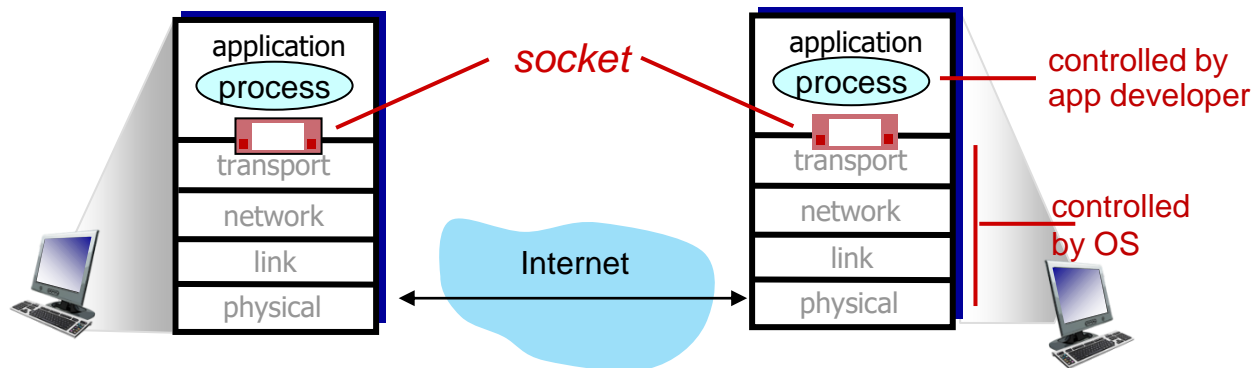 application
process
transport
network
link
physical
socket
Internet
application
process
transport
network
link
physical
controlled by
app developer
controlled
by OS